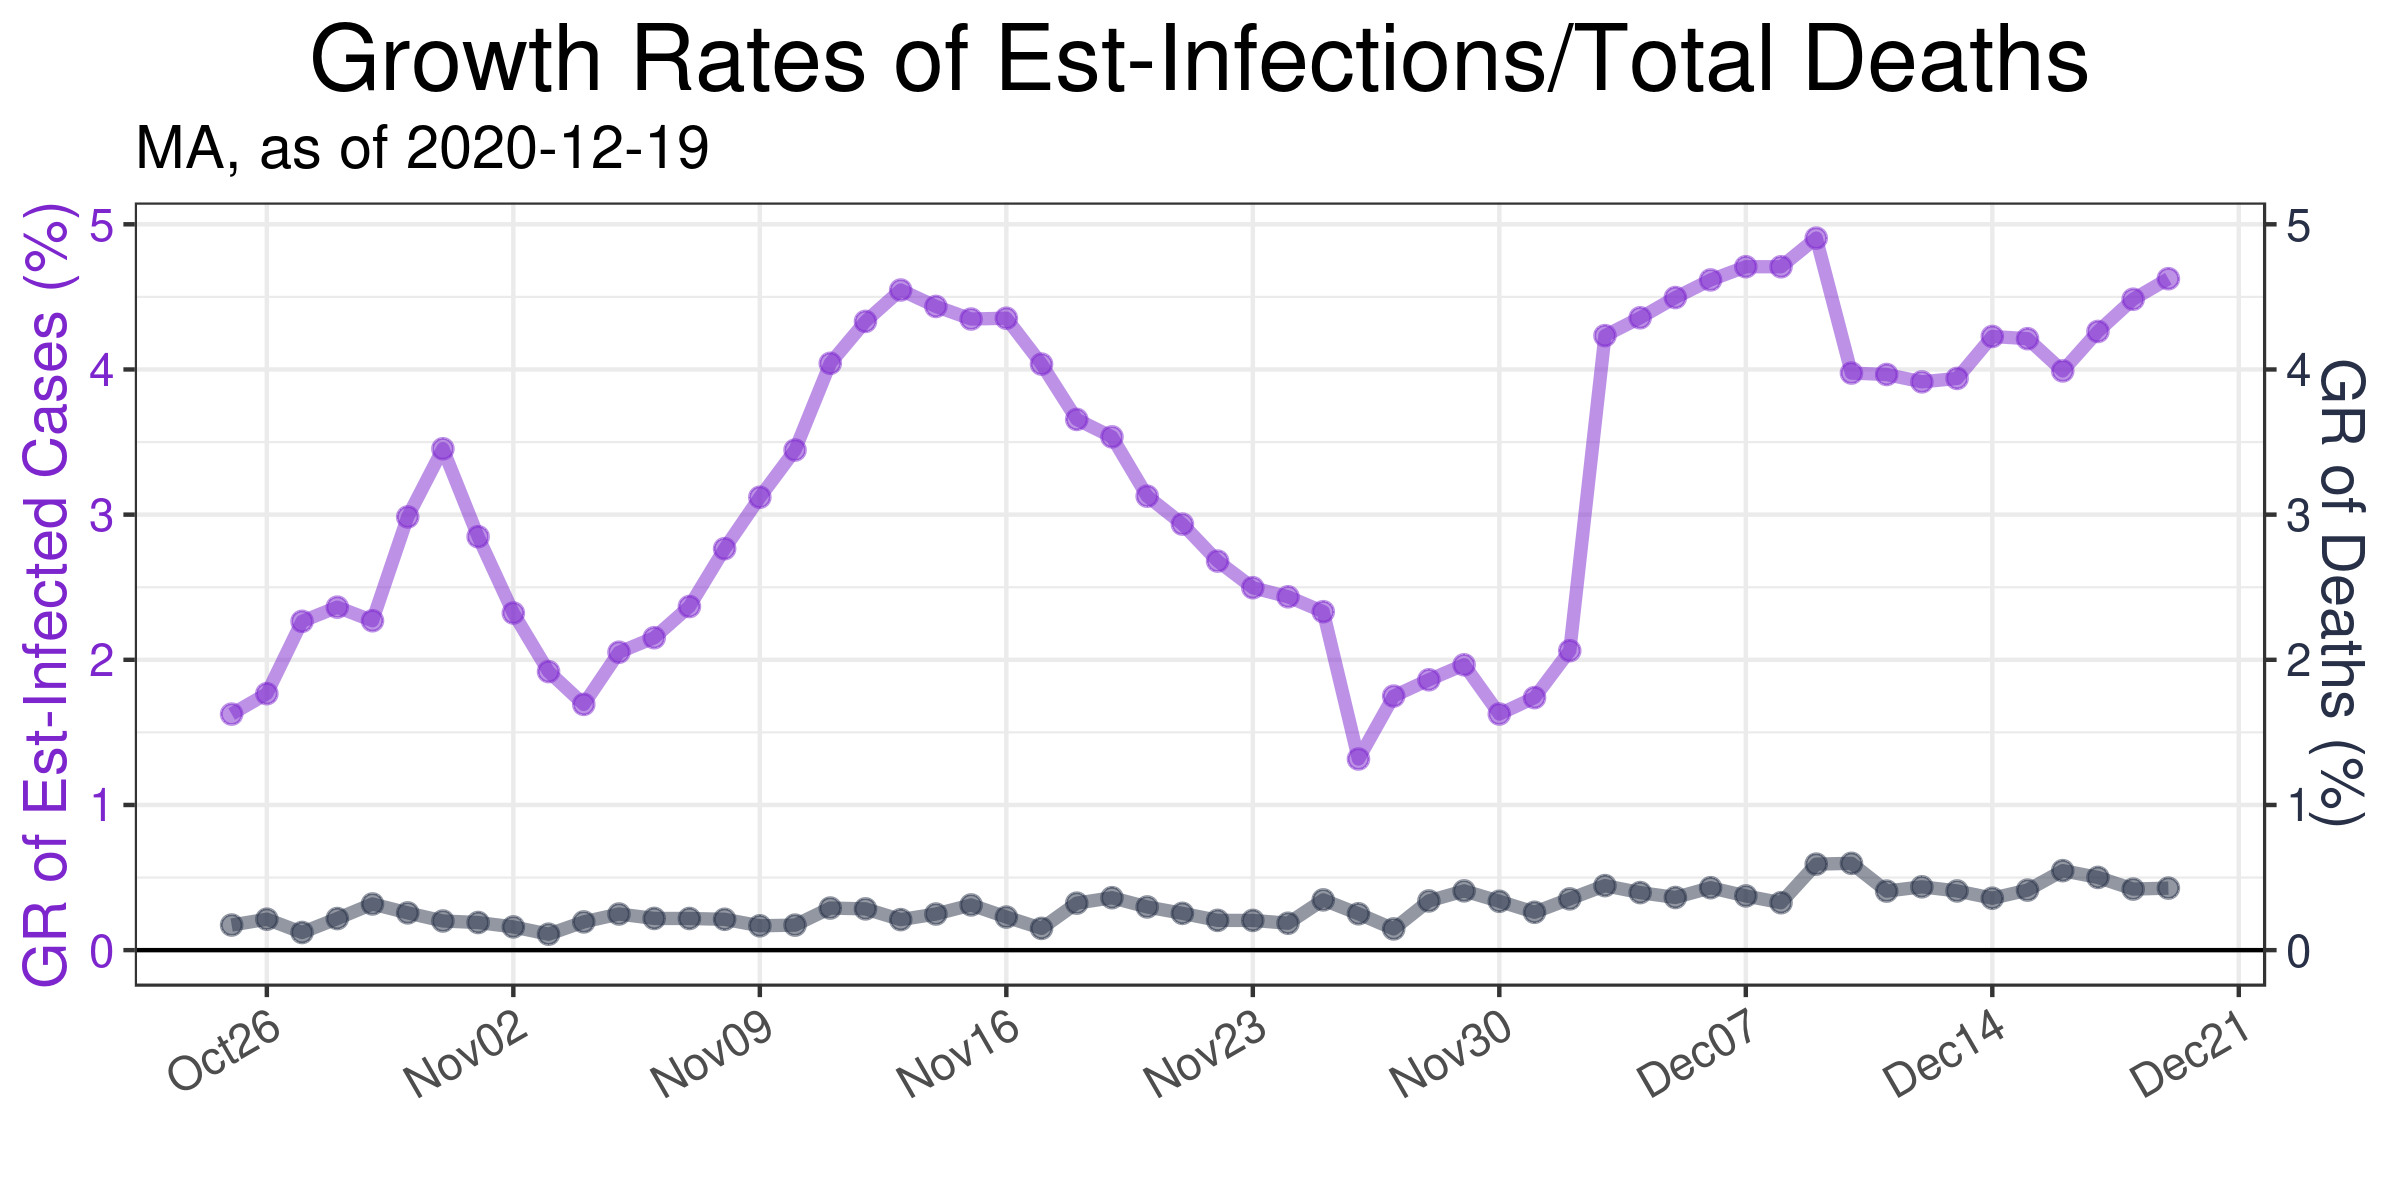 Growth Rates of Est-Infections/Total Deaths
MA, as of 2020-12-19
GR of Est-Infected Cases (%)
5
4
3
2
1
0
5
4
3
2
1
0
GR of Deaths (%)
Oct26
Nov02
Nov09
Nov16
Nov23
Nov30
Dec07
Dec14
Dec21